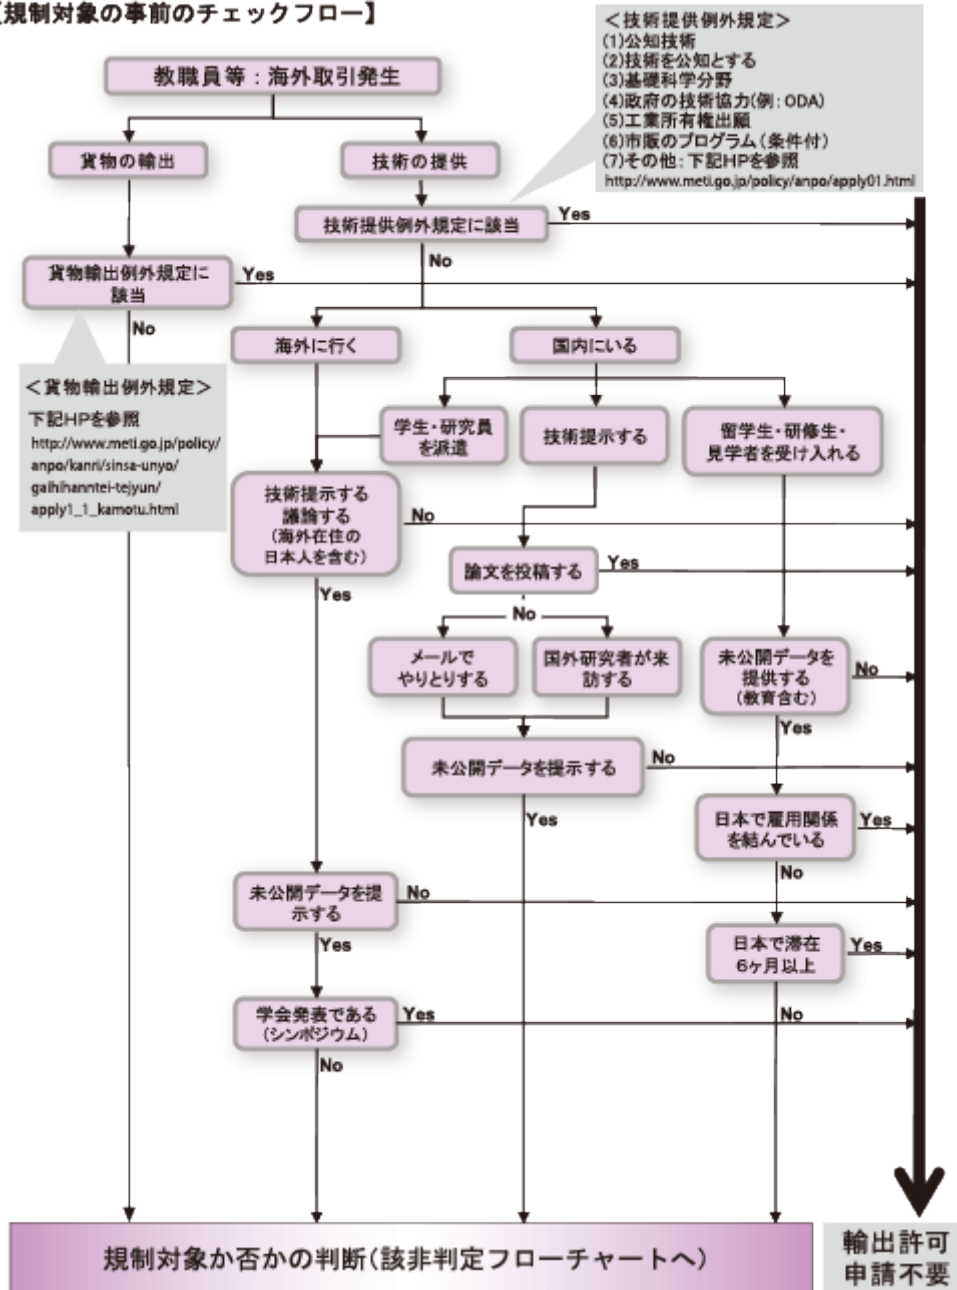 【規制対象の事前のチェックフロー】
＜技術提供例外規定＞
(1)公知技術
(2)技術を公知とする
(3)基礎科学分野
(4)政府の技術協力(例：ODA)
(5)工業所有権出願
(6)市販のプログラム(条件付)
(7)その他：下記HPを参照
http://www.meti.go.jp/policy/anpo/apply01.html
教職員等：海外取引発生
貨物の輸出
技術の提供
技術提供例外規定に該当
Yes
No
貨物輸出例外規定に
該当
Yes
No
＜貨物輸出例外規定＞
下記HPを参照
http://www.meti.go.jp/policy/
anpo/kanri/sinsa-unyo/
gaihihanntei-tejyun/
apply1_1_kamotu.html
海外に行く
国内にいる
学生・研究員
を派遣
技術提示する
留学生・研修生・
見学者を受け入れる
技術提示する
議論する
(海外在住の
日本人を含む)
No
Yes
論文を投稿する
Yes
No
メールで
やりとりする
国外研究者が来
訪する
未公開データを
提供する
(教育含む)
No
Yes
未公開データを提示する
No
Yes
日本で雇用関係
を結んでいる
Yes
No
未公開データを提
示する
No
Yes
日本で滞在
6ヶ月以上
Yes
No
学会発表である
(シンポジウム)
Yes
No
規制対象か否かの判断(該非判定フローチャートへ)
輸出許可
申請不要